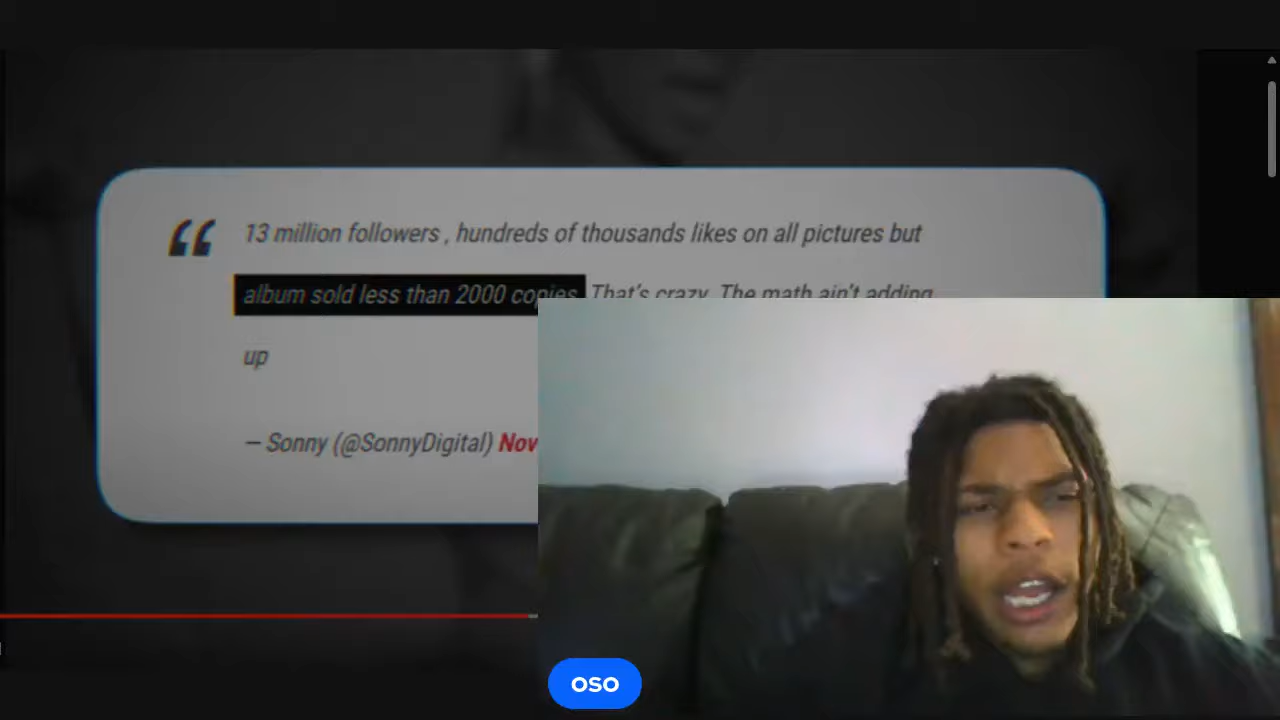 “
13 million followers , hundreds of thousands likes on all pictures but
album sold less than 2000 copies. That's crazy. The math ain't adding
up
— Sonny (@SonnyDigital) Nov
OSO